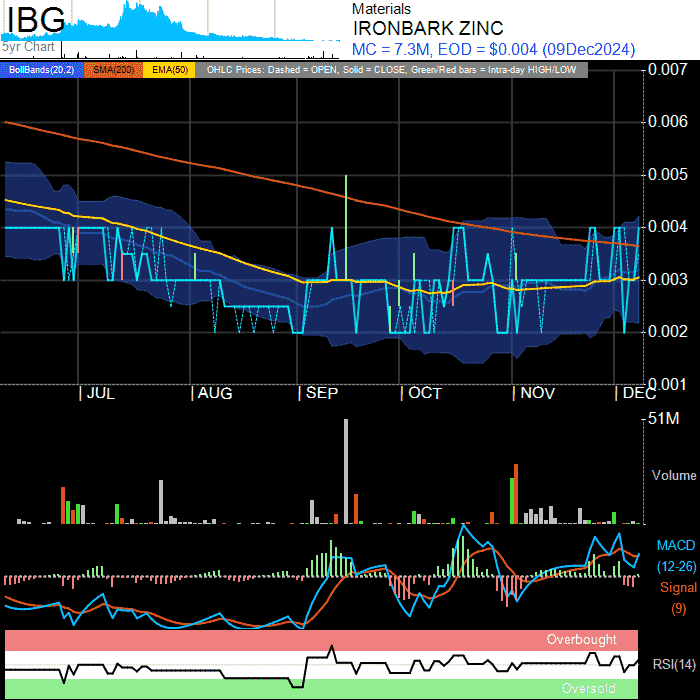 IBG
5yr Chart
Materials
IRONBARK ZINC
MC = 7.3M, EOD = $0.004 (09Dec2024)
BollBands(20,2) SMA(200) EMA(50) OHLC Prices: Dashed = OPEN, Solid = CLOSE, Green/Red bars = Intra-day HIGH/LOW
0.007
0.006
0.005
0.004
0.003
0.002
0.001
JUL AUG SEP OCT NOV DEC
51M
Volume
MACD
(12-26)
Signal
(9)
Overbought
RSI(14)
Oversold